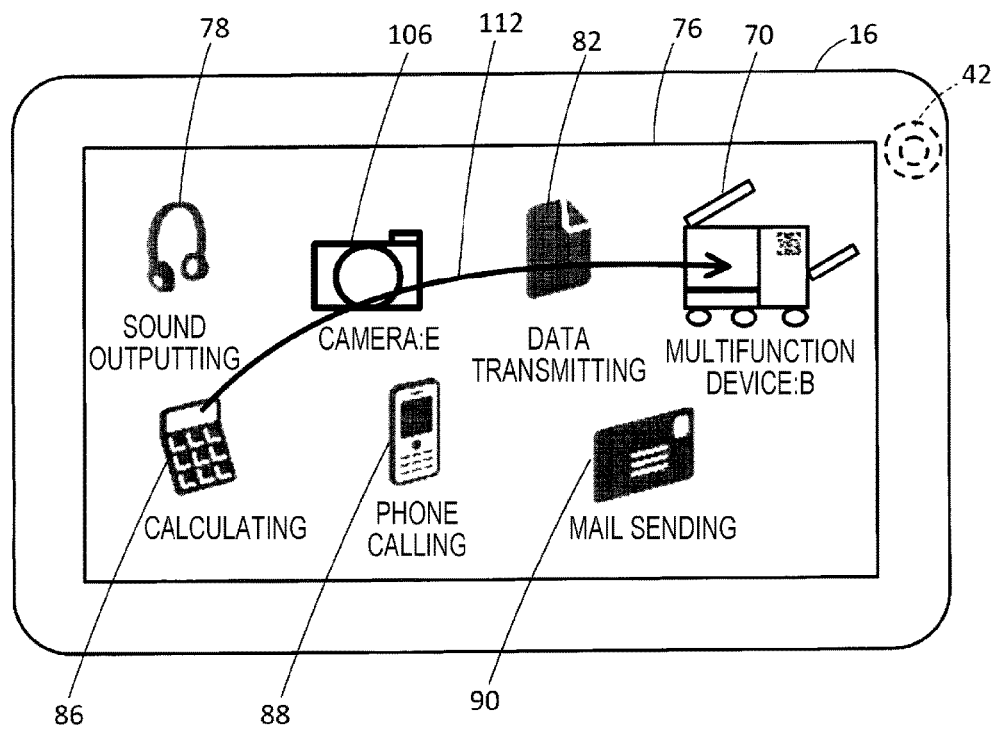 78
106
112
82
76
16
70
42
SOUND
OUTPUTTING
CAMERA:E
DATA
TRANSMITTING
MULTIFUNCTION
DEVICE:B
CALCULATING
PHONE
CALLING
MAIL SENDING
86
88
90